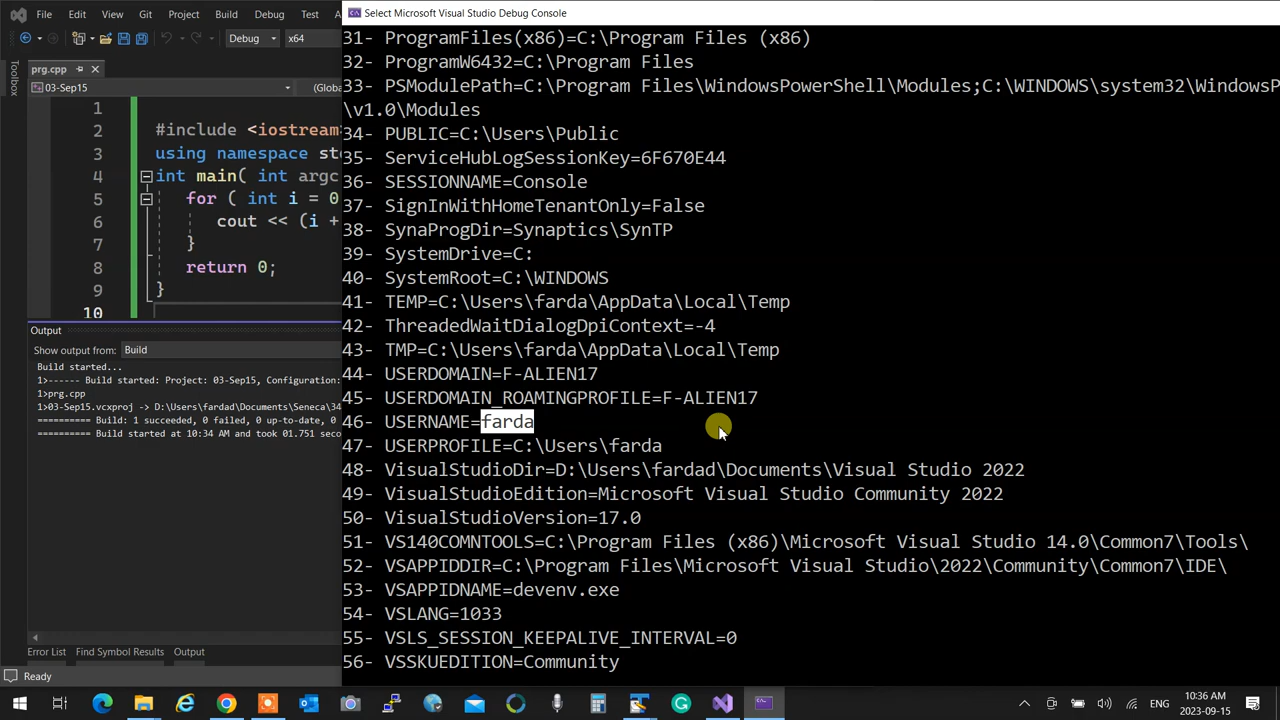 File Edit View Git Project Build Debug Test
Select Microsoft Visual Studio Debug Console
Debug x64
prg.cpp
03-Sep15 (Globa
Toolbox
1
2 #include <iostream>
3 using namespace st
4 int main( int argc
5 for ( int i = 0
6 cout << (i +
7 }
8 return 0;
9 }
10
Output
Show output from: Build
Build started...
1>------ Build started: Project: 03-Sep15, Configuration:
1>prg.cpp
1>03-Sep15.vcxproj -> D:\Users\fardad\Documents\Seneca\34
========== Build: 1 succeeded, 0 failed, 0 up-to-date, 0
========== Build started at 10:34 AM and took 01.751 seco
Error List Find Symbol Results Output
Ready
31- ProgramFiles(x86)=C:\Program Files (x86)
32- ProgramW6432=C:\Program Files
33- PSModulePath=C:\Program Files\WindowsPowerShell\Modules;C:\WINDOWS\system32\WindowsP
\v1.0\Modules
34- PUBLIC=C:\Users\Public
35- ServiceHubLogSessionKey=6F670E44
36- SESSIONNAME=Console
37- SignInWithHomeTenantOnly=False
38- SynaProgDir=Synaptics\SynTP
39- SystemDrive=C:
40- SystemRoot=C:\WINDOWS
41- TEMP=C:\Users\farda\AppData\Local\Temp
42- ThreadedWaitDialogDpiContext=-4
43- TMP=C:\Users\farda\AppData\Local\Temp
44- USERDOMAIN=F-ALIEN17
45- USERDOMAIN_ROAMINGPROFILE=F-ALIEN17
46- USERNAME=farda
47- USERPROFILE=C:\Users\farda
48- VisualStudioDir=D:\Users\fardad\Documents\Visual Studio 2022
49- VisualStudioEdition=Microsoft Visual Studio Community 2022
50- VisualStudioVersion=17.0
51- VS140COMNTOOLS=C:\Program Files (x86)\Microsoft Visual Studio 14.0\Common7\Tools\
52- VSAPPIDDIR=C:\Program Files\Microsoft Visual Studio\2022\Community\Common7\IDE\
53- VSAPPIDNAME=devenv.exe
54- VSLANG=1033
55- VSLS_SESSION_KEEPALIVE_INTERVAL=0
56- VSSKUEDITION=Community
ENG
10:36 AM
2023-09-15